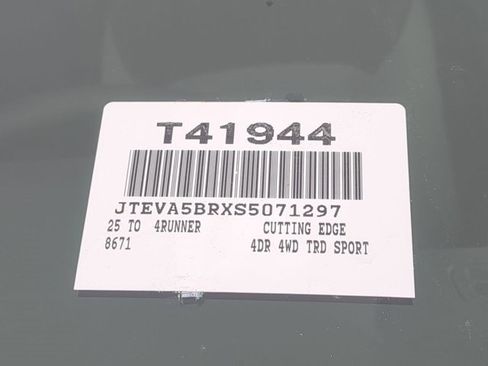 T41944
JTEVA5BRXS5071297
25 TO 4RUNNER CUTTING EDGE
8671 4DR 4WD TRD SPORT